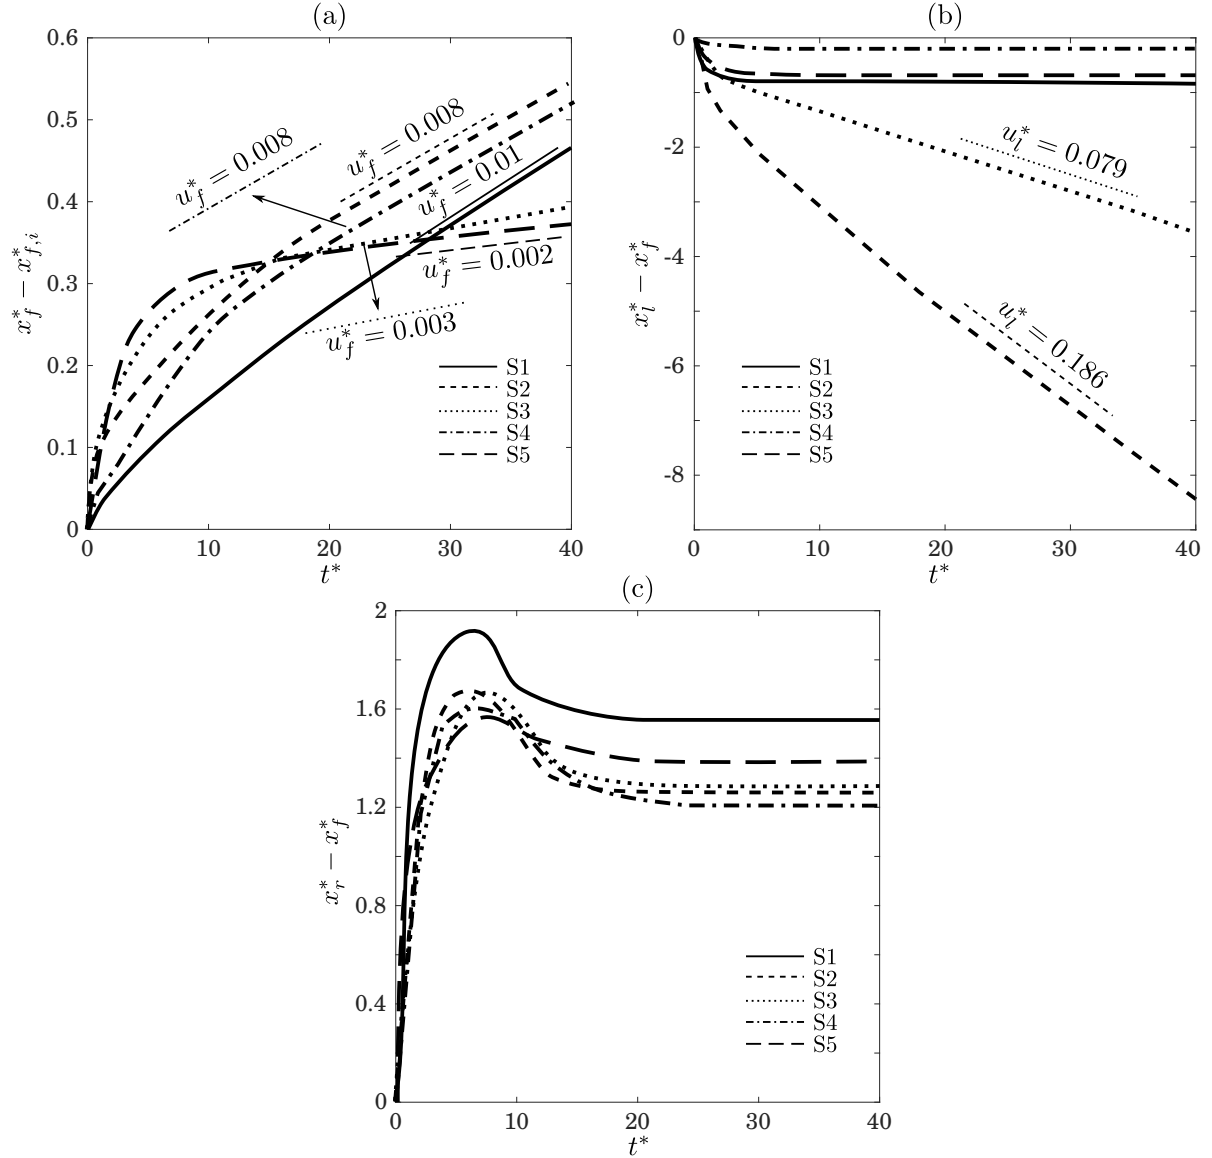 (a)
0.6
0.5
0.4
0.3
0.2
0.1
0
0
10
20
30
40
x*_f − x*_{f,i}
t*
u*_f = 0.008
u*_f = 0.008
u*_f = 0.01
u*_f = 0.002
u*_f = 0.003
S1
S2
S3
S4
S5
(b)
0
-2
-4
-6
-8
0
10
20
30
40
x*_l − x*_f
t*
u*_l = 0.079
u*_l = 0.186
S1
S2
S3
S4
S5
(c)
2
1.6
1.2
0.8
0.4
0
0
10
20
30
40
x*_r − x*_f
t*
S1
S2
S3
S4
S5